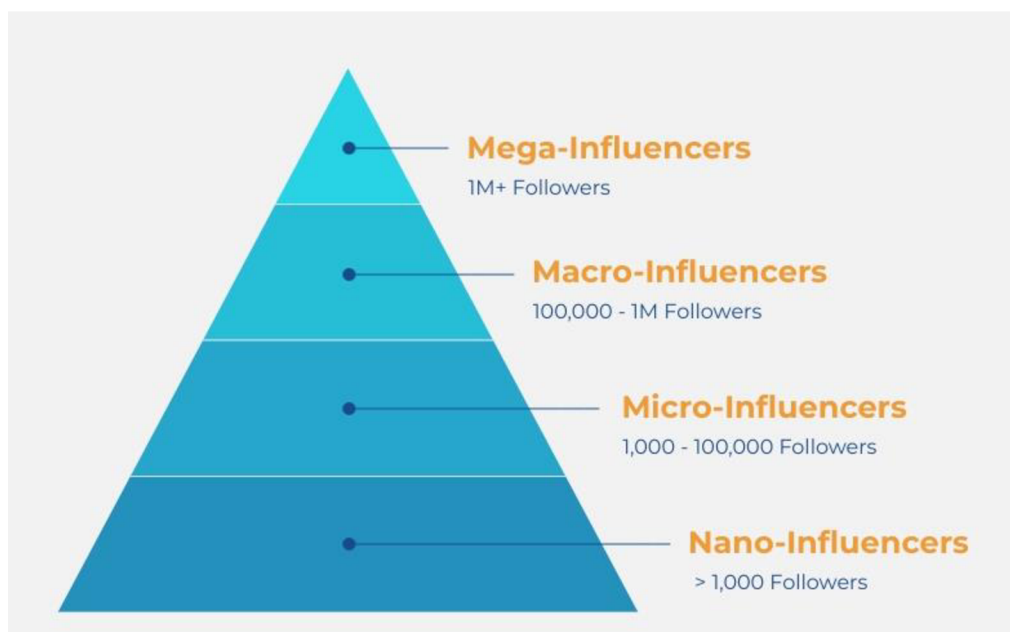 Mega-Influencers
1M+ Followers
Macro-Influencers
100,000 - 1M Followers
Micro-Influencers
1,000 - 100,000 Followers
Nano-Influencers
> 1,000 Followers